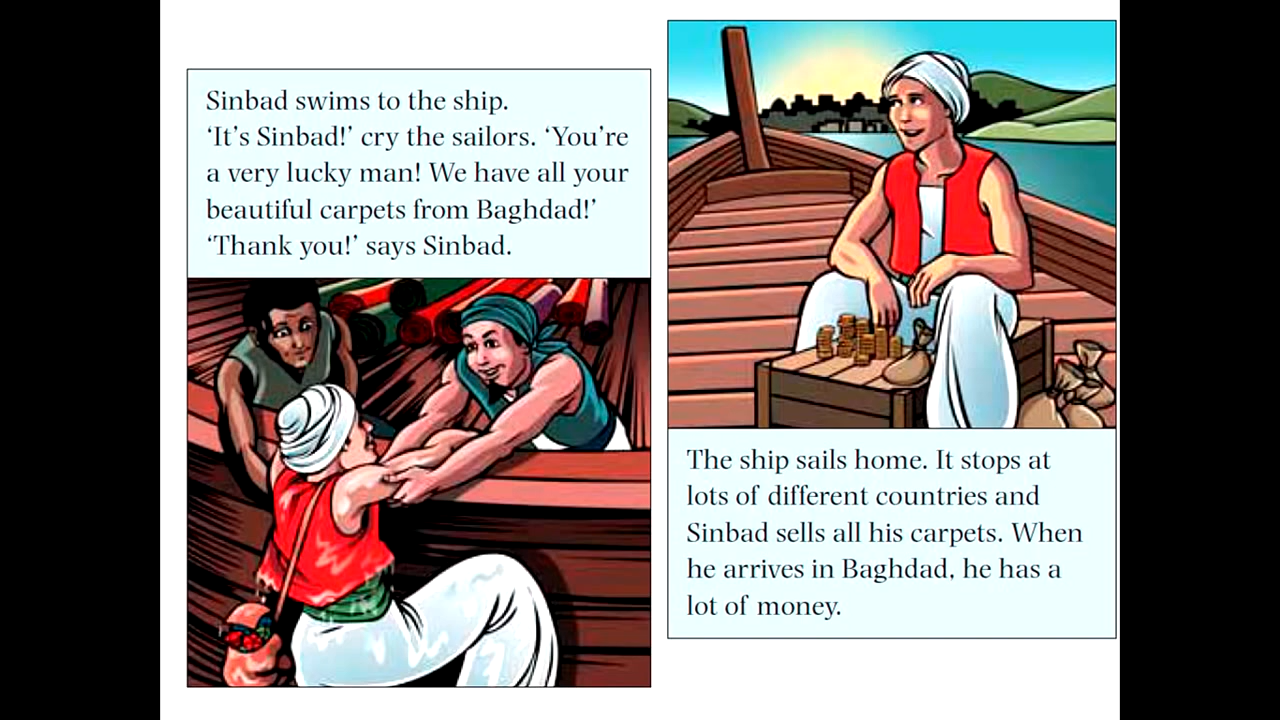 Sinbad swims to the ship.
‘It’s Sinbad!’ cry the sailors. ‘You’re
a very lucky man! We have all your
beautiful carpets from Baghdad!’
‘Thank you!’ says Sinbad.
The ship sails home. It stops at
lots of different countries and
Sinbad sells all his carpets. When
he arrives in Baghdad, he has a
lot of money.